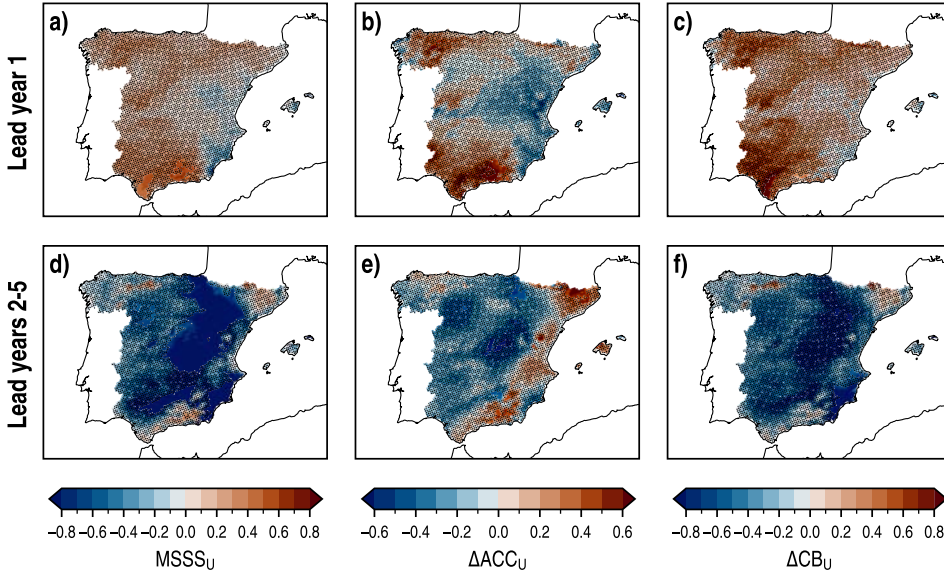 a)
b)
c)
Lead year 1
d)
e)
f)
Lead years 2-5
−0.8 −0.6 −0.4 −0.2 0.0 0.2 0.4 0.6 0.8
−0.6 −0.4 −0.2 0.0 0.2 0.4 0.6
−0.8 −0.6 −0.4 −0.2 0.0 0.2 0.4 0.6 0.8
MSSS_U
ΔACC_U
ΔCB_U